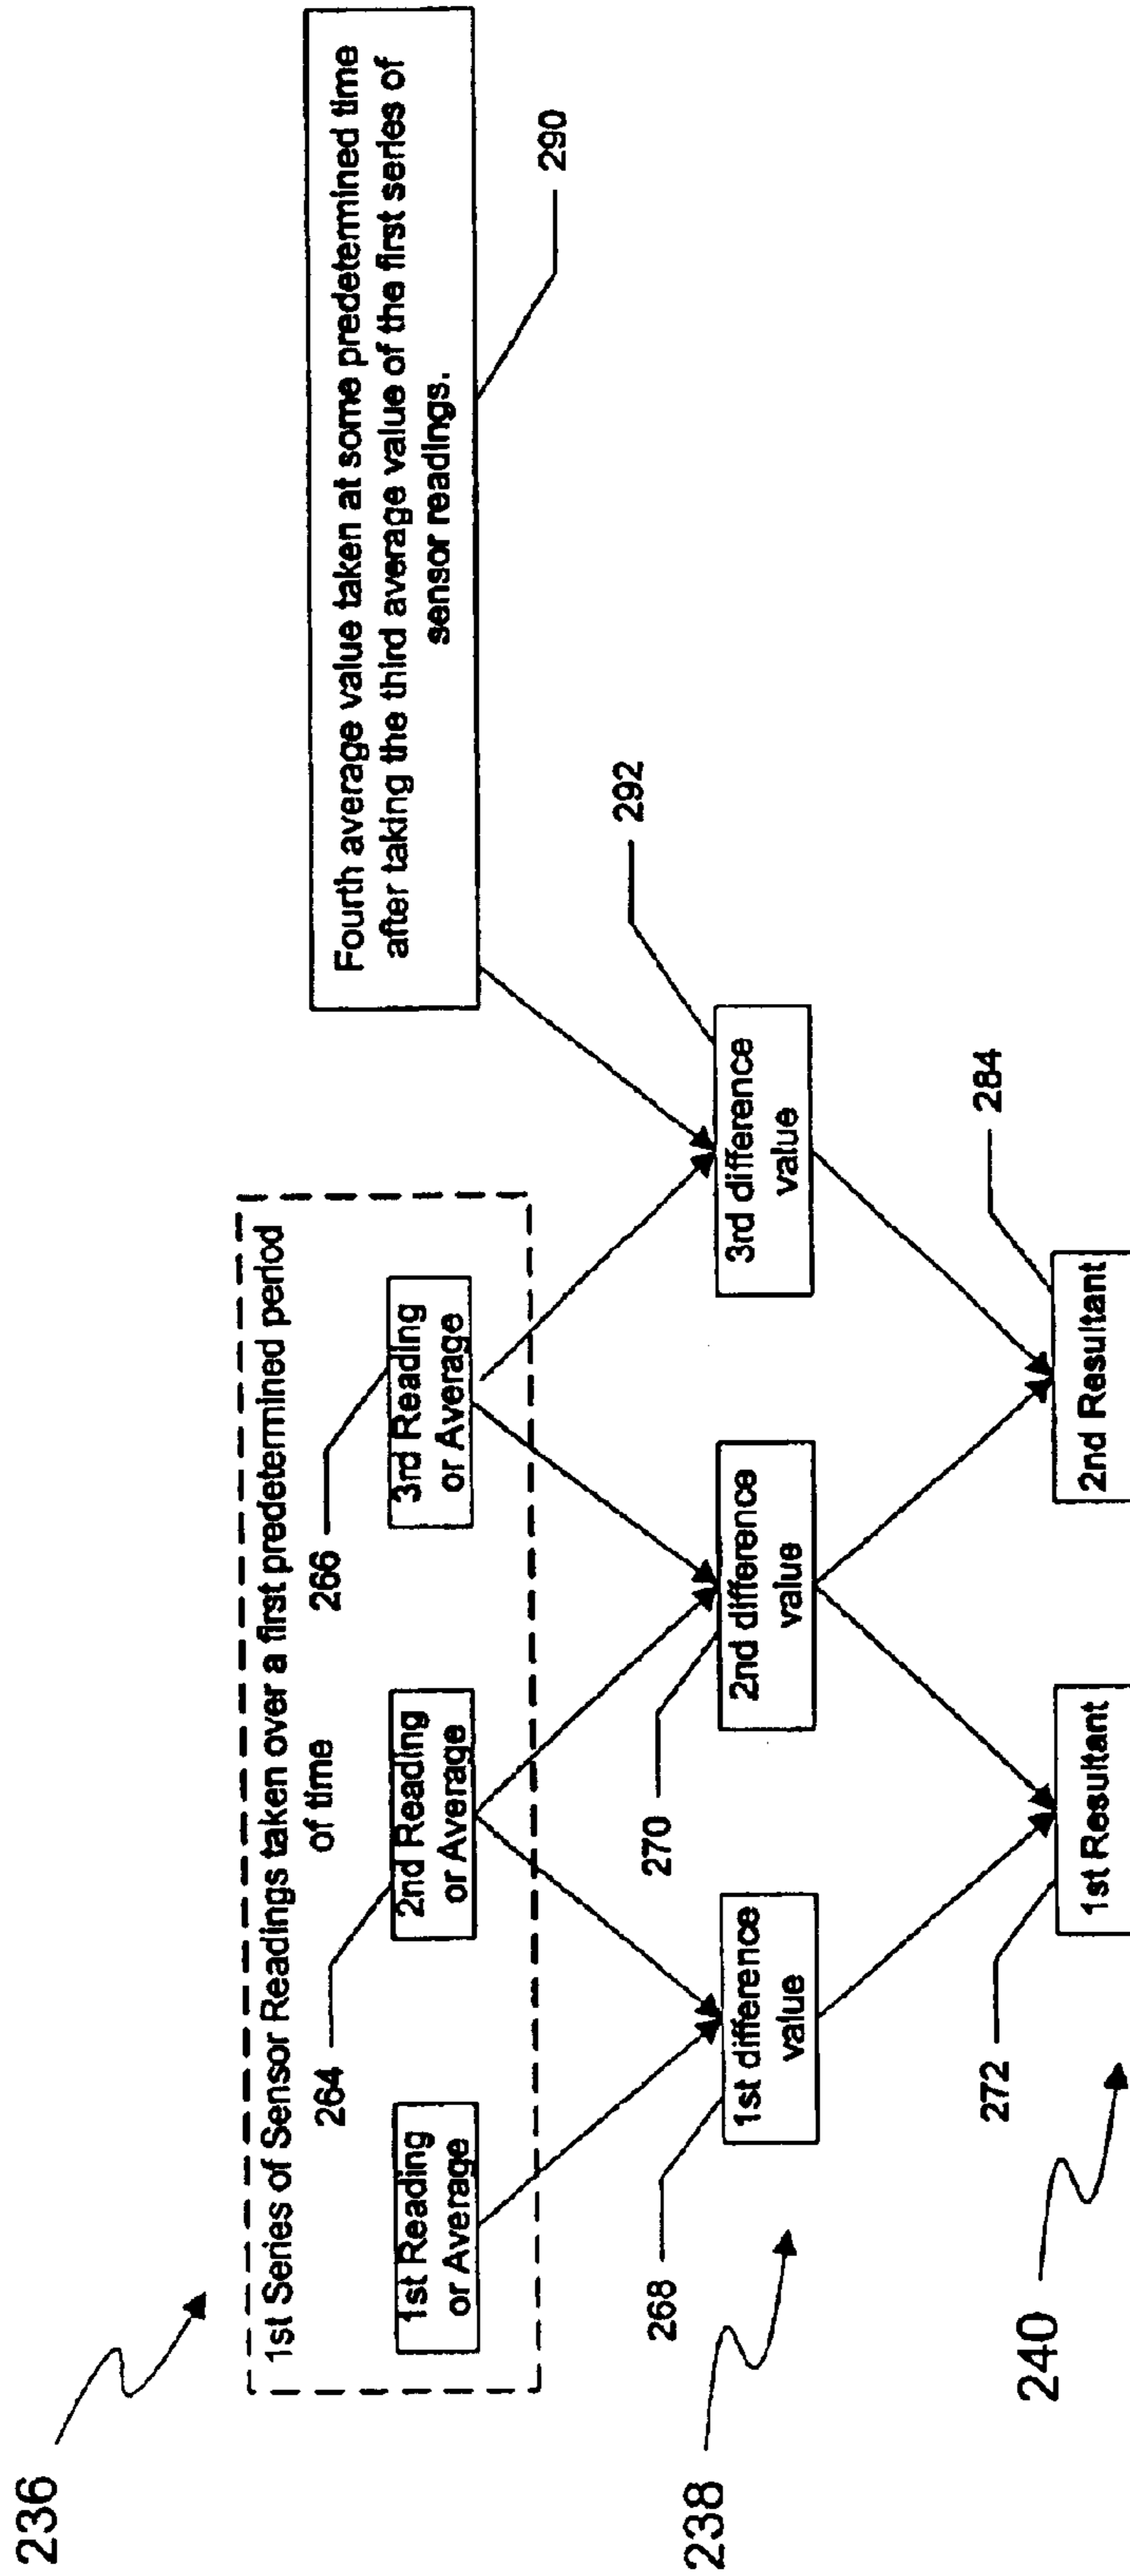 236
1st Series of Sensor Readings taken over a first predetermined period
of time
264
266
1st Reading
or Average
2nd Reading
or Average
3rd Reading
or Average
Fourth average value taken at some predetermined time
after taking the third average value of the first series of
sensor readings.
290
238
268
1st difference
value
270
2nd difference
value
3rd difference
value
292
240
272
1st Resultant
2nd Resultant
284